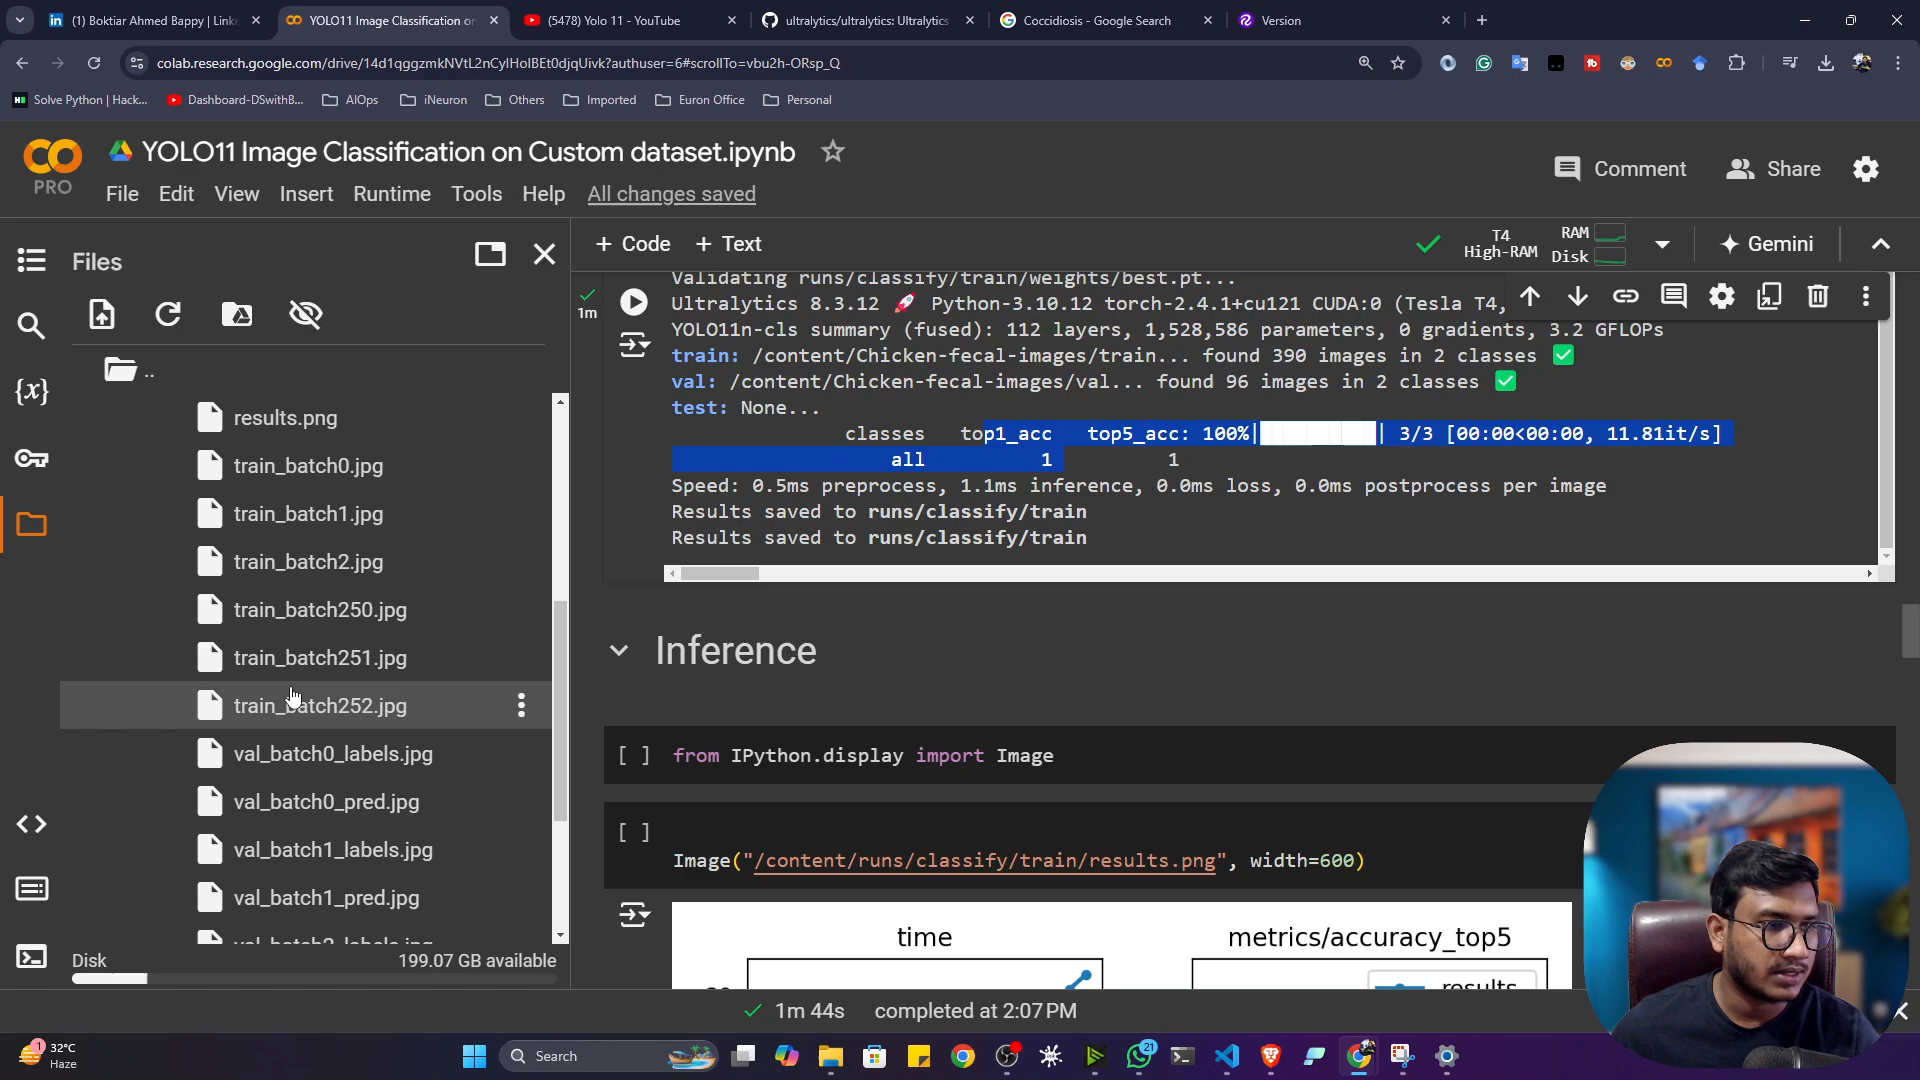 (1) Boktiar Ahmed Bappy | Link
YOLO11 Image Classification on
(5478) Yolo 11 - YouTube
ultralytics/ultralytics: Ultralytics
Coccidiosis - Google Search
Version
colab.research.google.com/drive/14d1qggzmkNVtL2nCylHolBEt0djqUivk?authuser=6#scrollTo=vbu2h-ORsp_Q
Solve Python | Hack...
Dashboard-DSwithB...
AIOps
iNeuron
Others
Imported
Euron Office
Personal
YOLO11 Image Classification on Custom dataset.ipynb
PRO
File Edit View Insert Runtime Tools Help All changes saved
Comment
Share
Files
+ Code + Text
T4
High-RAM
RAM
Disk
Gemini
..
results.png
train_batch0.jpg
train_batch1.jpg
train_batch2.jpg
train_batch250.jpg
train_batch251.jpg
train_batch252.jpg
val_batch0_labels.jpg
val_batch0_pred.jpg
val_batch1_labels.jpg
val_batch1_pred.jpg
Disk 199.07 GB available
1m
Validating runs/classify/train/weights/best.pt...
Ultralytics 8.3.12 🚀 Python-3.10.12 torch-2.4.1+cu121 CUDA:0 (Tesla T4,
YOLO11n-cls summary (fused): 112 layers, 1,528,586 parameters, 0 gradients, 3.2 GFLOPs
train: /content/Chicken-fecal-images/train... found 390 images in 2 classes ✅
val: /content/Chicken-fecal-images/val... found 96 images in 2 classes ✅
test: None...
classes top1_acc top5_acc: 100%|██████████| 3/3 [00:00<00:00, 11.81it/s]
all 1 1
Speed: 0.5ms preprocess, 1.1ms inference, 0.0ms loss, 0.0ms postprocess per image
Results saved to runs/classify/train
Results saved to runs/classify/train
Inference
[ ] from IPython.display import Image
[ ]
Image("/content/runs/classify/train/results.png", width=600)
time
metrics/accuracy_top5
results
1m 44s completed at 2:07 PM
1
32°C
Haze
Search
21